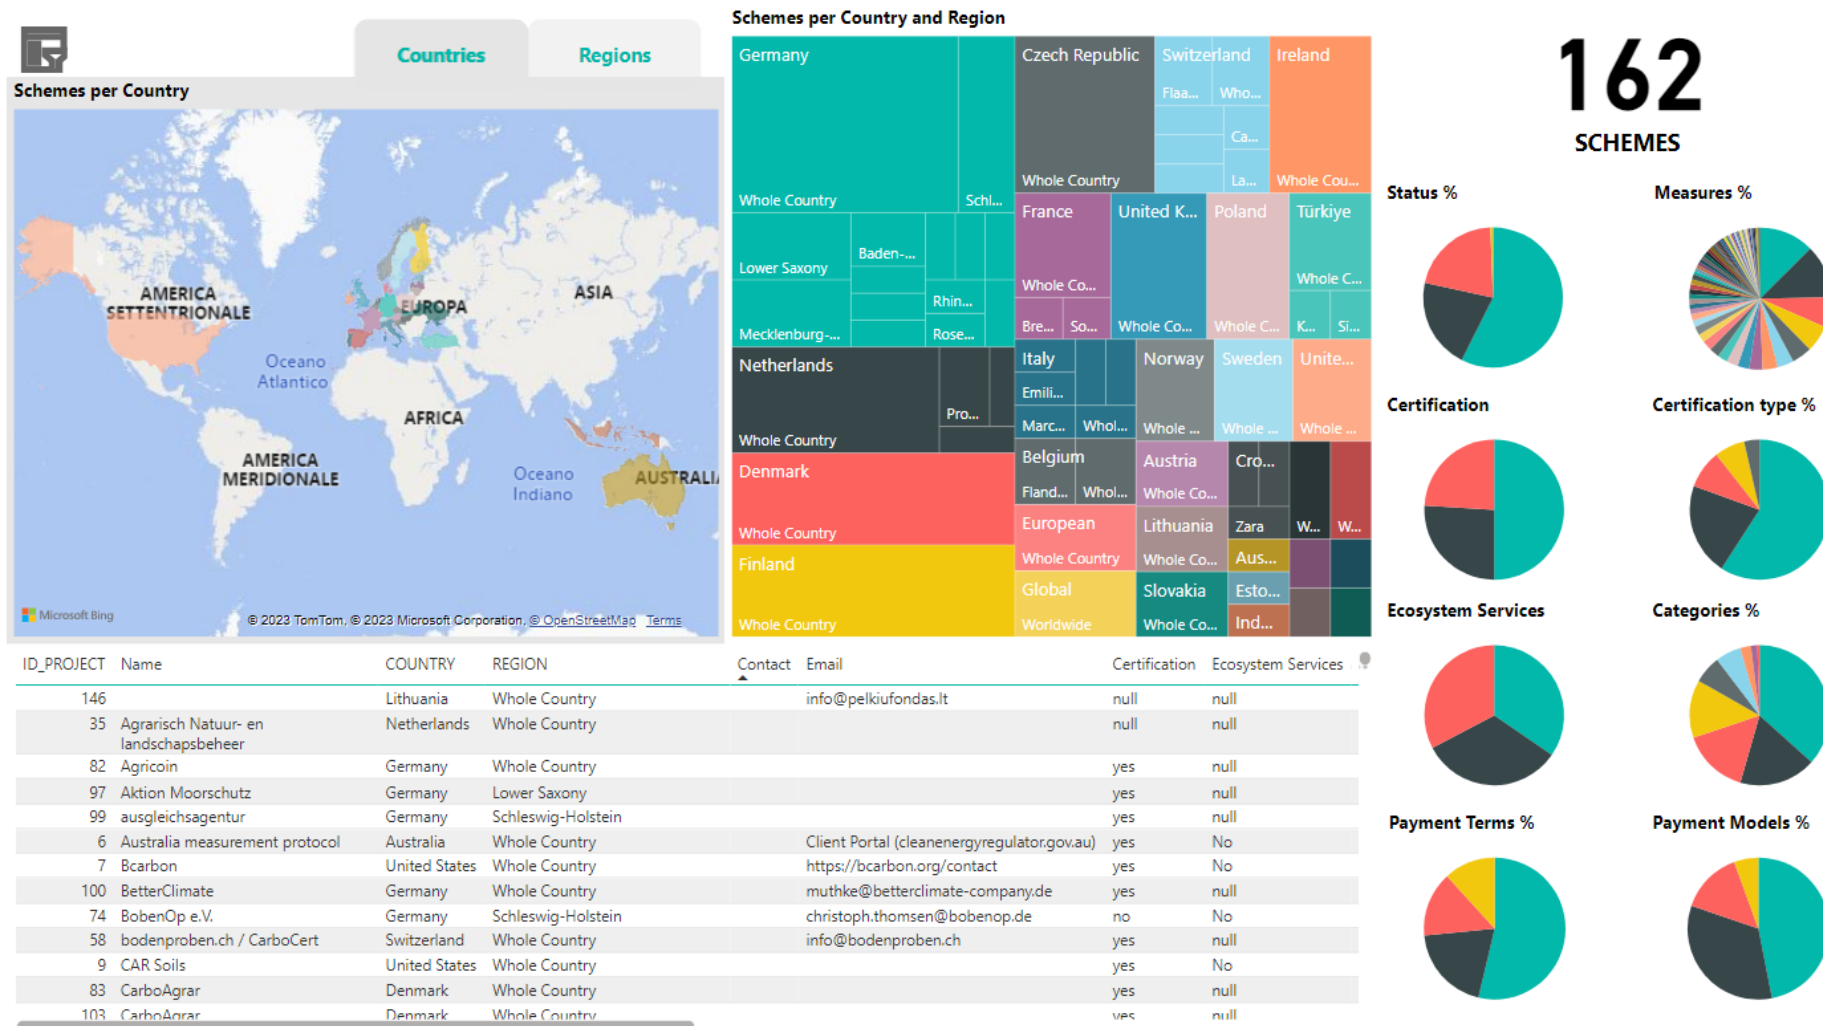 Countries
Regions
Schemes per Country
AMERICA
SETTENTRIONALE
EUROPA
ASIA
Oceano
Atlantico
AFRICA
AMERICA
MERIDIONALE
Oceano
Indiano
AUSTRALI
Microsoft Bing
© 2023 TomTom, © 2023 Microsoft Corporation, © OpenStreetMap Terms
Schemes per Country and Region
Germany
Whole Country
Schl...
Lower Saxony
Baden-...
Mecklenburg-...
Rhin...
Rose...
Netherlands
Whole Country
Pro...
Denmark
Whole Country
Finland
Whole Country
Czech Republic
Whole Country
Switzerland
Flaa...
Who...
Ca...
La...
Ireland
Whole Cou...
France
Whole Co...
Bre...
So...
United K...
Whole Co...
Poland
Whole C...
Türkiye
Whole C...
K...
Si...
Italy
Emili...
Marc...
Whol...
Norway
Whole ...
Sweden
Whole ...
Unite...
Whole ...
Belgium
Fland...
Whol...
Austria
Whole Co...
Cro...
Zara
W...
W...
European
Whole Country
Lithuania
Whole Co...
Aus...
Global
Worldwide
Slovakia
Whole Co...
Esto...
Ind...
162
SCHEMES
Status %
Measures %
Certification
Certification type %
Ecosystem Services
Categories %
Payment Terms %
Payment Models %
ID_PROJECT Name COUNTRY REGION Contact Email Certification Ecosystem Services
146 Lithuania Whole Country info@pelkiufondas.lt null null
35 Agrarisch Natuur- en Netherlands Whole Country null null
landschapsbeheer
82 Agricoin Germany Whole Country yes null
97 Aktion Moorschutz Germany Lower Saxony yes null
99 ausgleichsagentur Germany Schleswig-Holstein yes null
6 Australia measurement protocol Australia Whole Country Client Portal (cleanenergyregulator.gov.au) yes No
7 Bcarbon United States Whole Country https://bcarbon.org/contact yes No
100 BetterClimate Germany Whole Country muthke@betterclimate-company.de yes null
74 BobenOp e.V. Germany Schleswig-Holstein christoph.thomsen@bobenop.de no No
58 bodenproben.ch / CarboCert Switzerland Whole Country info@bodenproben.ch yes null
9 CAR Soils United States Whole Country yes No
83 CarboAgrar Denmark Whole Country yes null
103 CarboAgrar Denmark Whole Country yes null